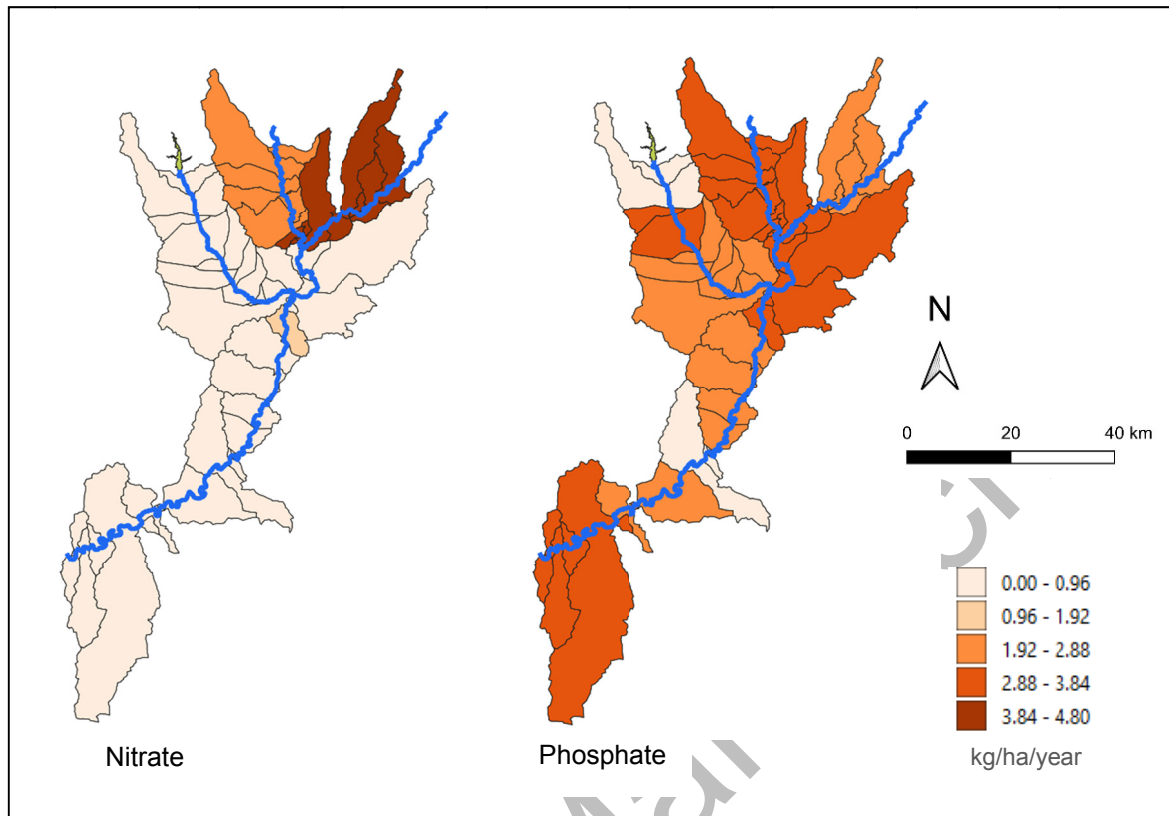 N
0 20 40 km
0.00 - 0.96
0.96 - 1.92
1.92 - 2.88
2.88 - 3.84
3.84 - 4.80
Nitrate
Phosphate
kg/ha/year